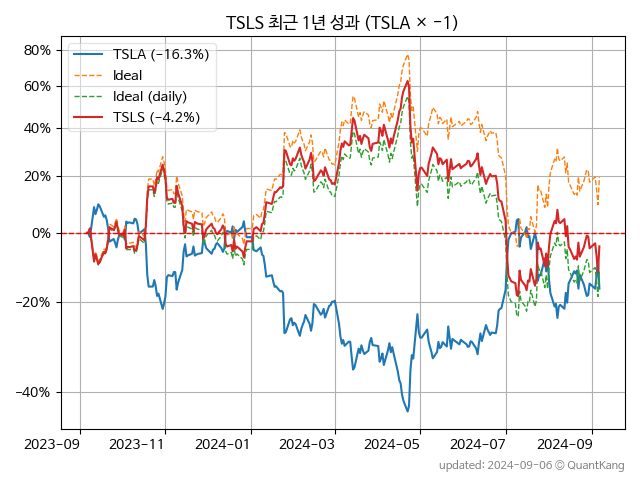 TSLS 최근 1년 성과 (TSLA × −1)
80%
60%
40%
20%
0%
−20%
−40%
TSLA (−16.3%)
Ideal
Ideal (daily)
TSLS (−4.2%)
2023-09
2023-11
2024-01
2024-03
2024-05
2024-07
2024-09
updated: 2024-09-06 © QuantKang